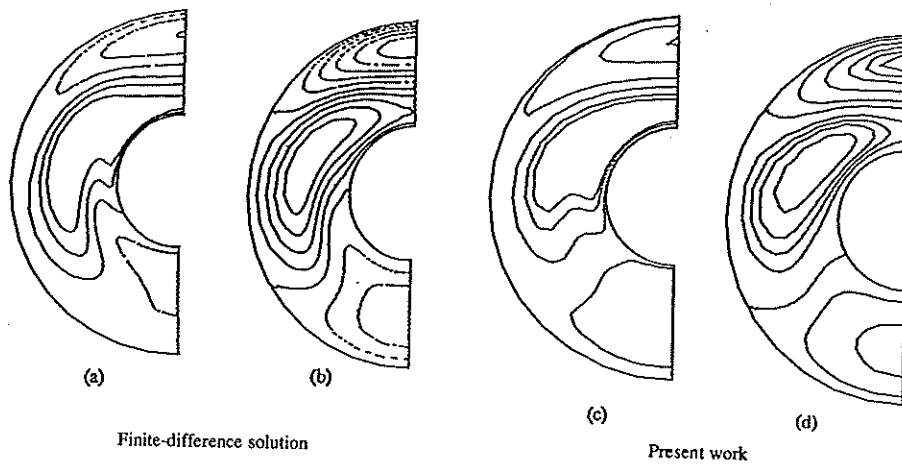 (a)
(b)
(c)
(d)
Finite-difference solution
Present work